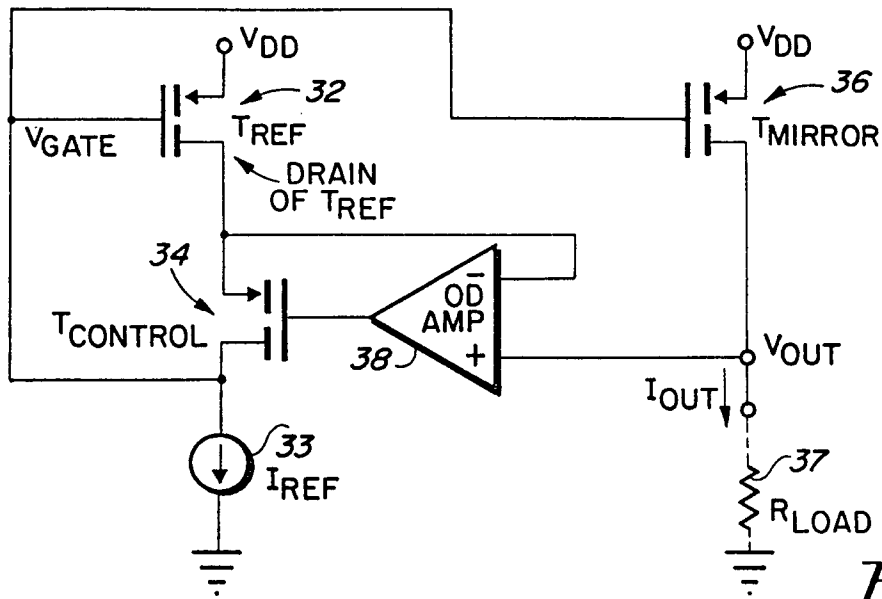 VDD
VDD
32
36
TREF
TMIRROR
VGATE
DRAIN
OF TREF
34
OD
AMP
−
+
38
TCONTROL
VOUT
IOUT
33
IREF
37
RLOAD